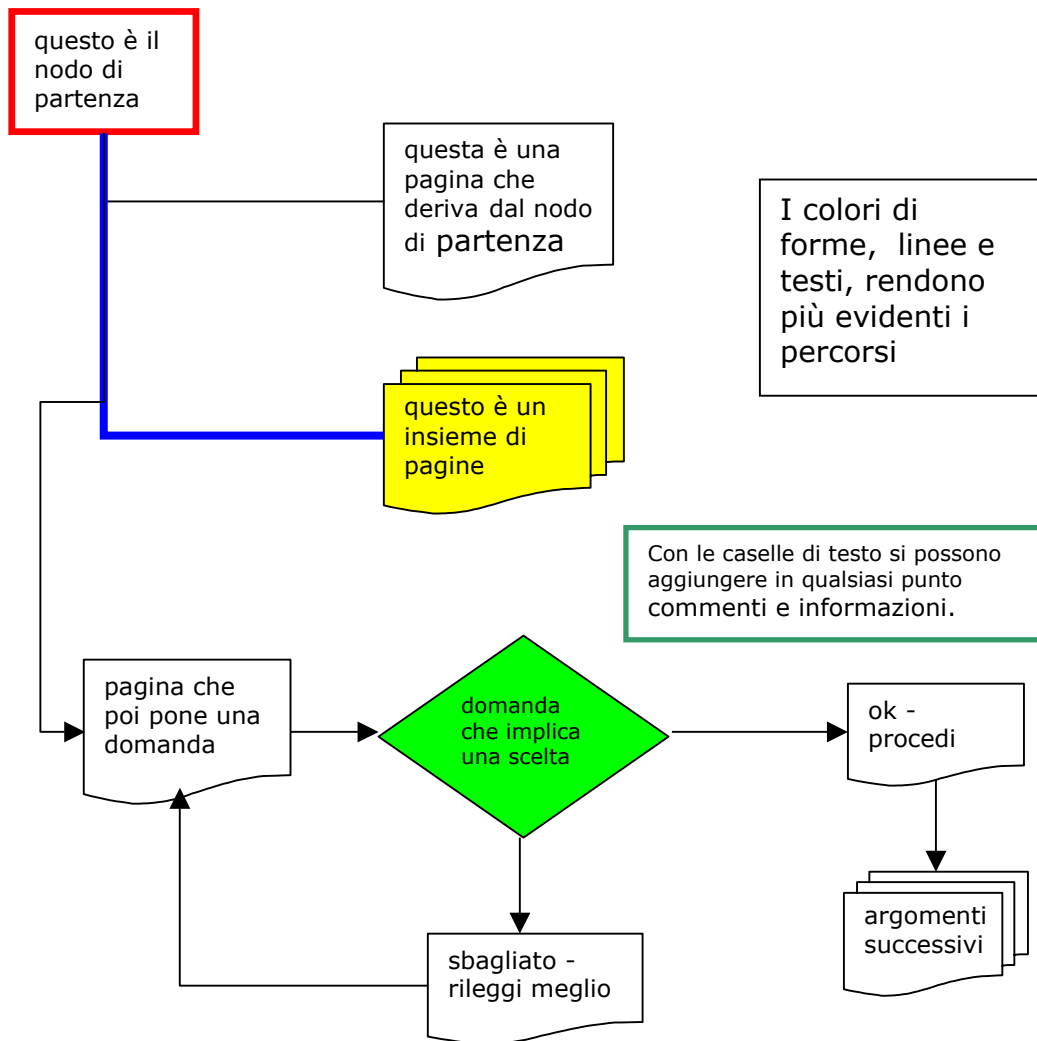 questo è il
nodo di
partenza
questa è una
pagina che
deriva dal nodo
di partenza
I colori di
forme, linee e
testi, rendono
più evidenti i
percorsi
questo è un
insieme di
pagine
Con le caselle di testo si possono
aggiungere in qualsiasi punto
commenti e informazioni.
pagina che
poi pone una
domanda
domanda
che implica
una scelta
ok -
procedi
sbagliato -
rileggi meglio
argomenti
successivi